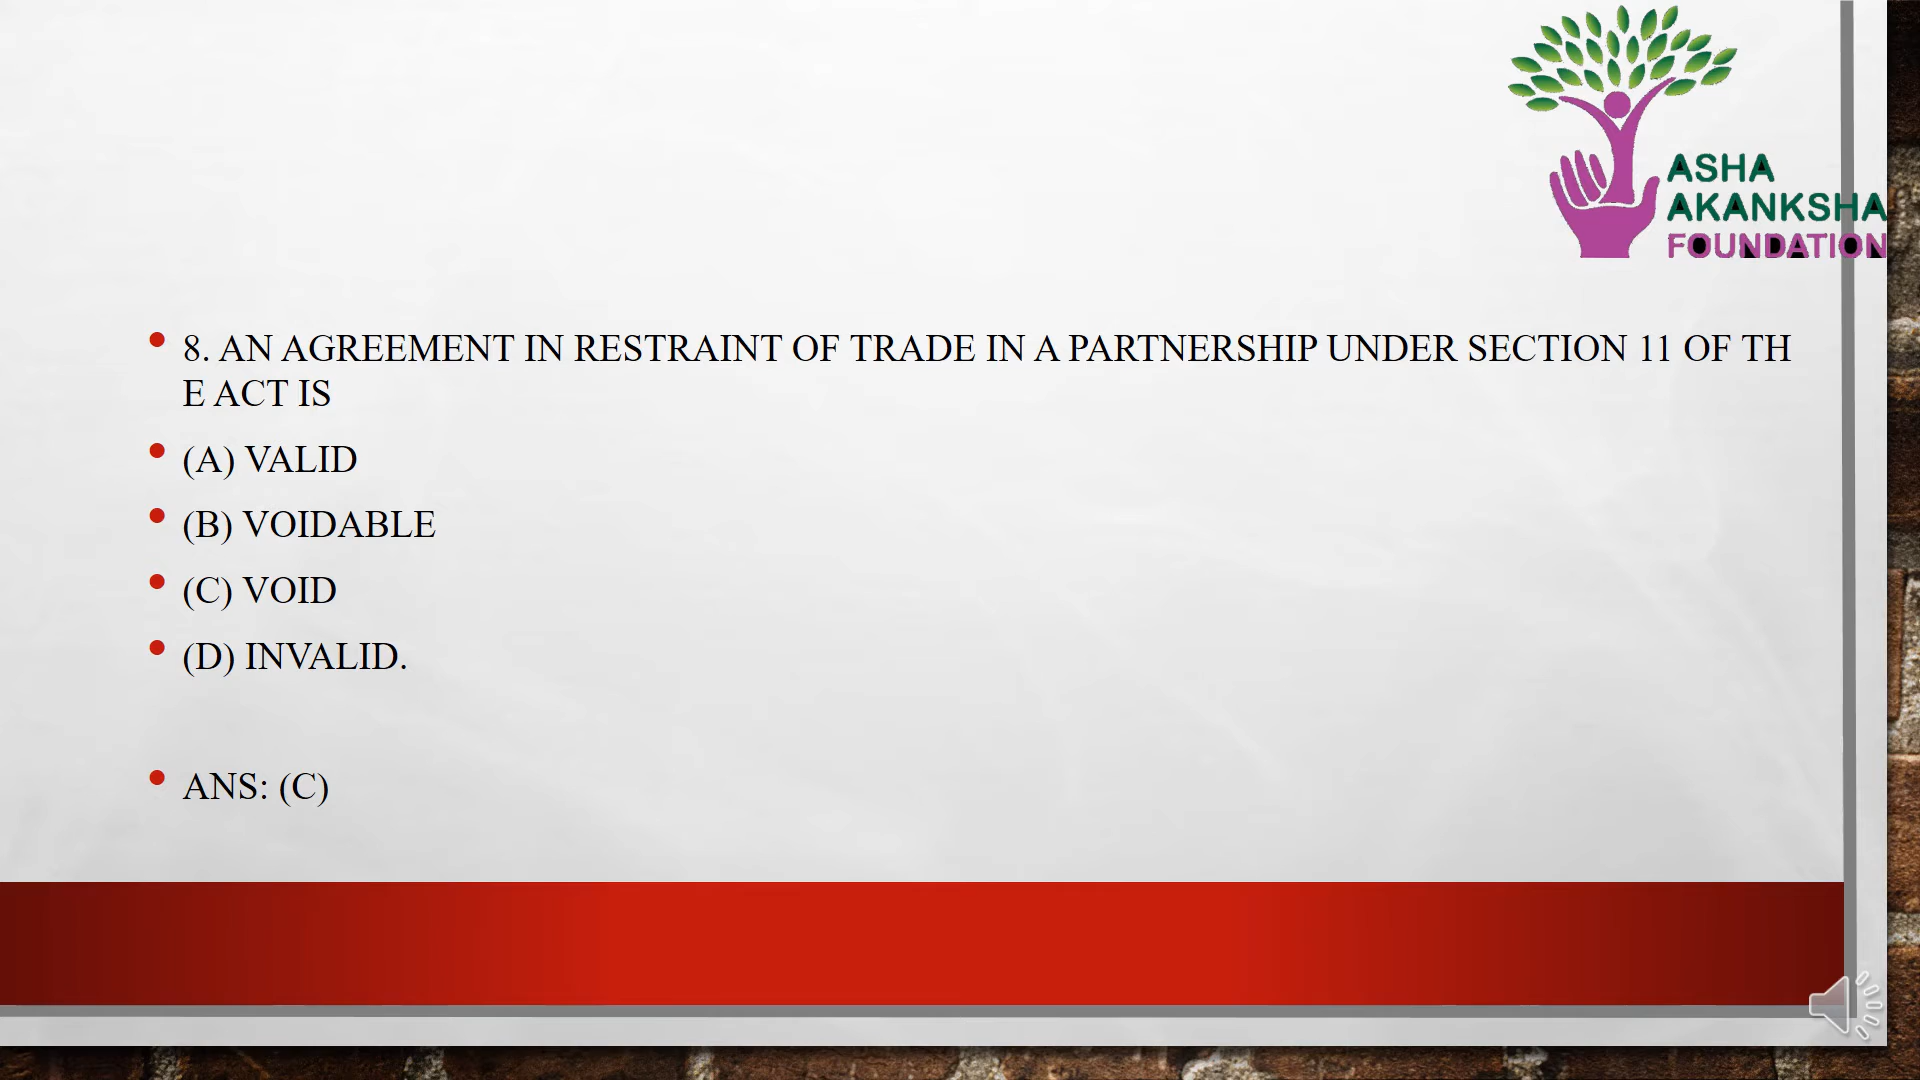 ASHA
AKANKSHA
FOUNDATION
• 8. AN AGREEMENT IN RESTRAINT OF TRADE IN A PARTNERSHIP UNDER SECTION 11 OF TH
E ACT IS
• (A) VALID
• (B) VOIDABLE
• (C) VOID
• (D) INVALID.
• ANS: (C)